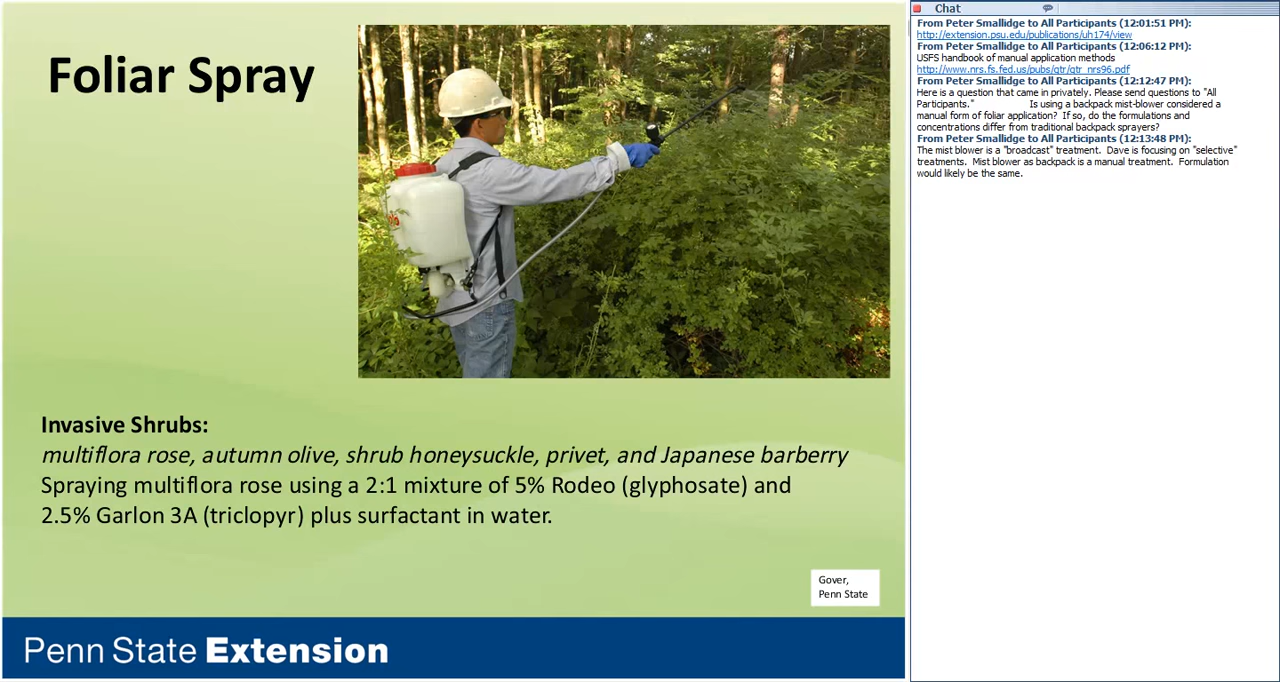 Foliar Spray
Invasive Shrubs:
multiflora rose, autumn olive, shrub honeysuckle, privet, and Japanese barberry
Spraying multiflora rose using a 2:1 mixture of 5% Rodeo (glyphosate) and
2.5% Garlon 3A (triclopyr) plus surfactant in water.
Gover,
Penn State
Penn State Extension
Chat
From Peter Smallidge to All Participants (12:01:51 PM):
http://extension.psu.edu/publications/uh174/view
From Peter Smallidge to All Participants (12:06:12 PM):
USFS handbook of manual application methods
http://www.nrs.fs.fed.us/pubs/gtr/gtr_nrs96.pdf
From Peter Smallidge to All Participants (12:12:47 PM):
Here is a question that came in privately. Please send questions to "All
Participants." Is using a backpack mist-blower considered a
manual form of foliar application? If so, do the formulations and
concentrations differ from traditional backpack sprayers?
From Peter Smallidge to All Participants (12:13:48 PM):
The mist blower is a "broadcast" treatment. Dave is focusing on "selective"
treatments. Mist blower as backpack is a manual treatment. Formulation
would likely be the same.